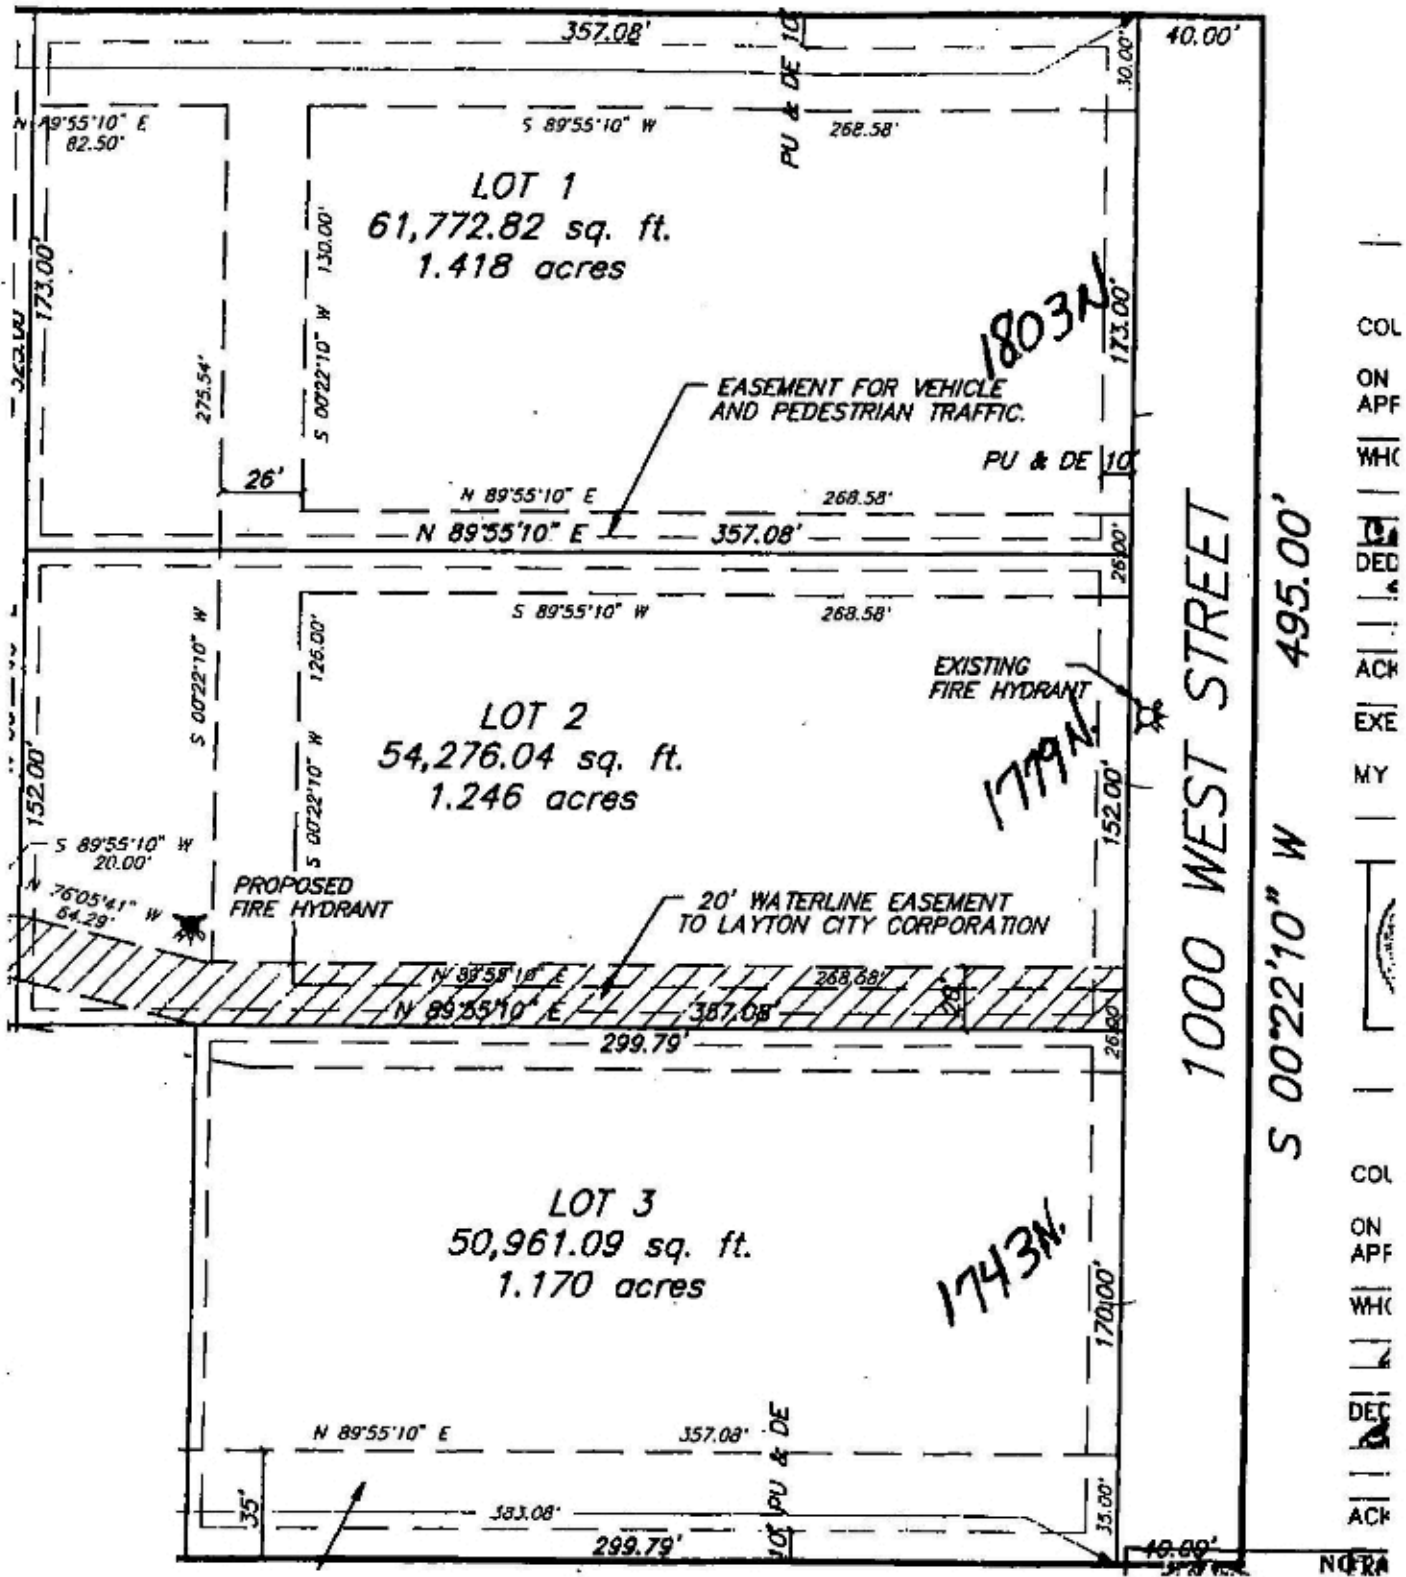 357.08'
PU & DE 10'
40.00'
30.00'
N 89°55'10" E
82.50'
S 89°55'10" W
268.58'
LOT 1
61,772.82 sq. ft.
1.418 acres
173.00'
275.54'
S 00°22'10" W 130.00'
1803 N
173.00'
EASEMENT FOR VEHICLE
AND PEDESTRIAN TRAFFIC.
PU & DE 10'
26'
N 89°55'10" E
268.58'
N 89°55'10" E
357.08'
26.00'
S 89°55'10" W
268.58'
EXISTING
FIRE HYDRANT
LOT 2
54,276.04 sq. ft.
1.246 acres
S 00°22'10" W
S 00°22'10" W 126.00'
152.00'
1779 N.
152.00'
1000 WEST STREET
S 00°22'10" W 495.00'
S 89°55'10" W
20.00'
N 76°05'41" W
64.29'
PROPOSED
FIRE HYDRANT
20' WATERLINE EASEMENT
TO LAYTON CITY CORPORATION
N 89°55'10" E
268.58'
N 89°55'10" E
357.08'
299.79'
26.00'
LOT 3
50,961.09 sq. ft.
1.170 acres
1743 N.
170.00'
N 89°55'10" E
357.08'
10' PU & DE
35'
383.08'
35.00'
299.79'
40.00'
COU
ON
APP
WHO
DED
ACK
EXE
MY
COU
ON
APP
WHO
DED
ACK